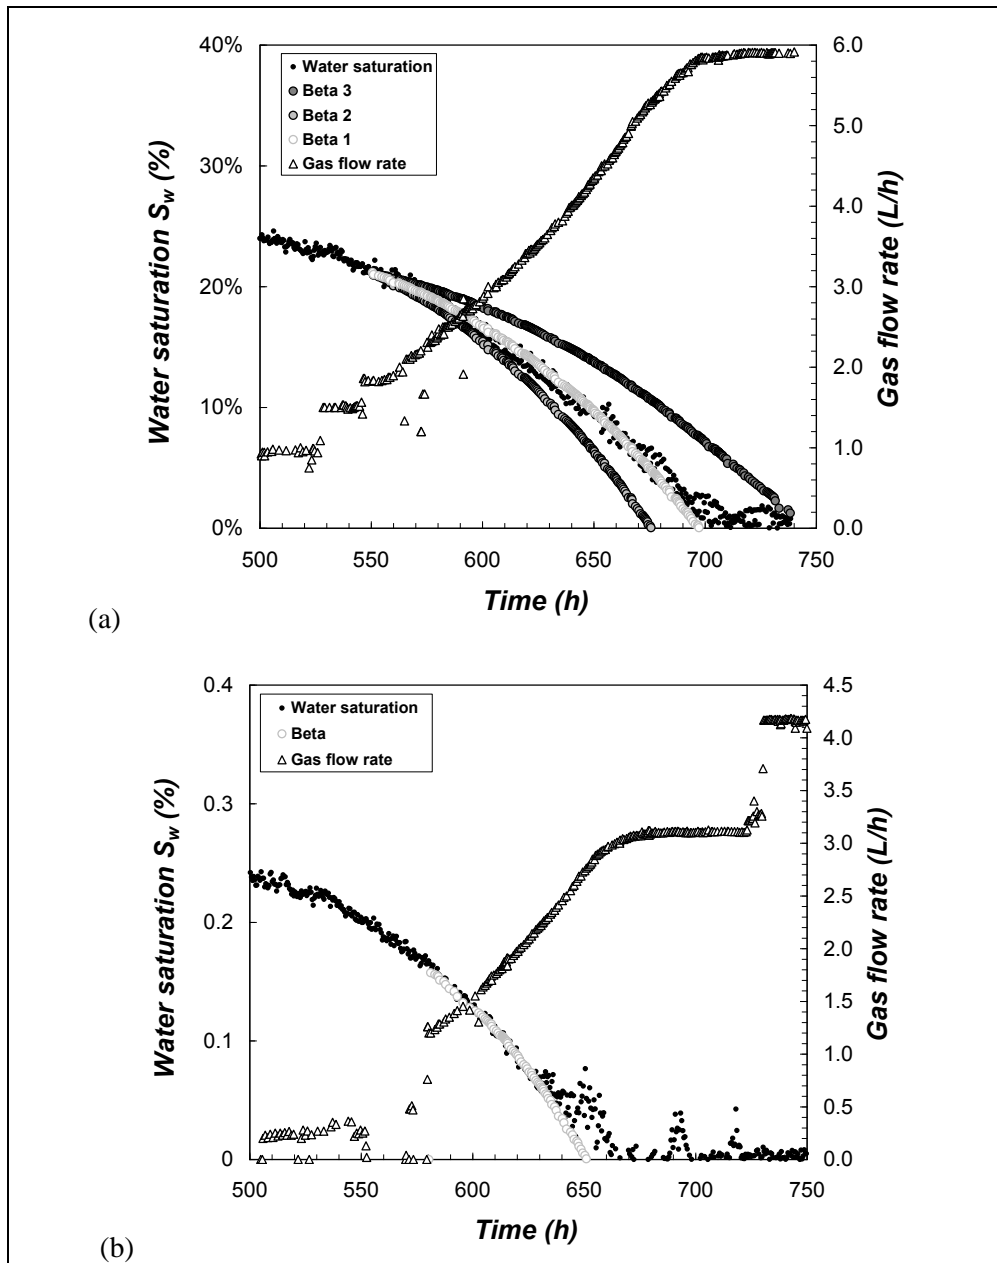 40%
30%
20%
10%
0%
Water saturation S_w (%)
Water saturation
Beta 3
Beta 2
Beta 1
Gas flow rate
6.0
5.0
4.0
3.0
2.0
1.0
0.0
Gas flow rate (L/h)
500 550 600 650 700 750
Time (h)
(a)
0.4
0.3
0.2
0.1
0
Water saturation S_w (%)
Water saturation
Beta
Gas flow rate
4.5
4.0
3.5
3.0
2.5
2.0
1.5
1.0
0.5
0.0
Gas flow rate (L/h)
500 550 600 650 700 750
Time (h)
(b)